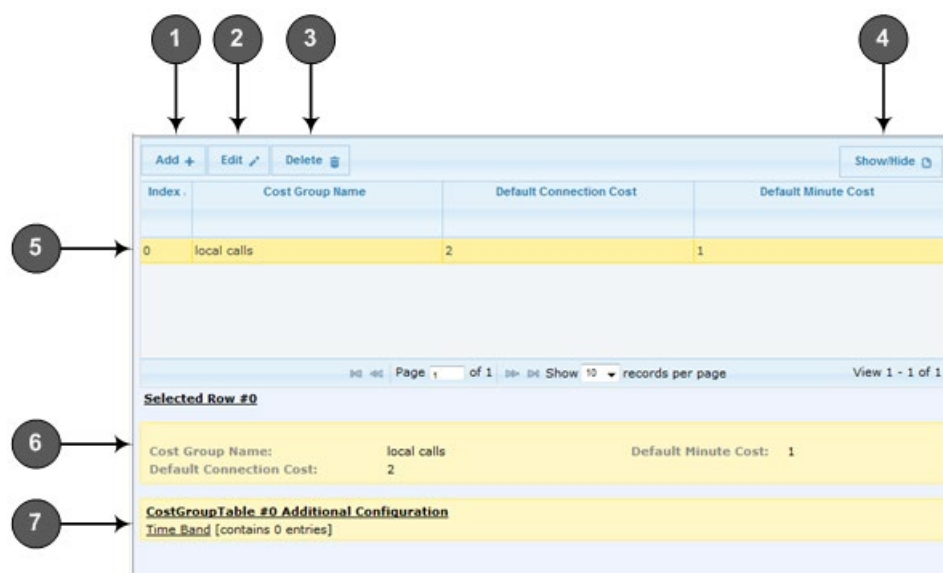 1 2 3 4
Add + Edit Delete Show/Hide
Index Cost Group Name Default Connection Cost Default Minute Cost
5
0 local calls 2 1
Page 1 of 1 Show 10 records per page View 1 - 1 of 1
Selected Row #0
6
Cost Group Name: local calls Default Minute Cost: 1
Default Connection Cost: 2
7
CostGroupTable #0 Additional Configuration
Time Band [contains 0 entries]